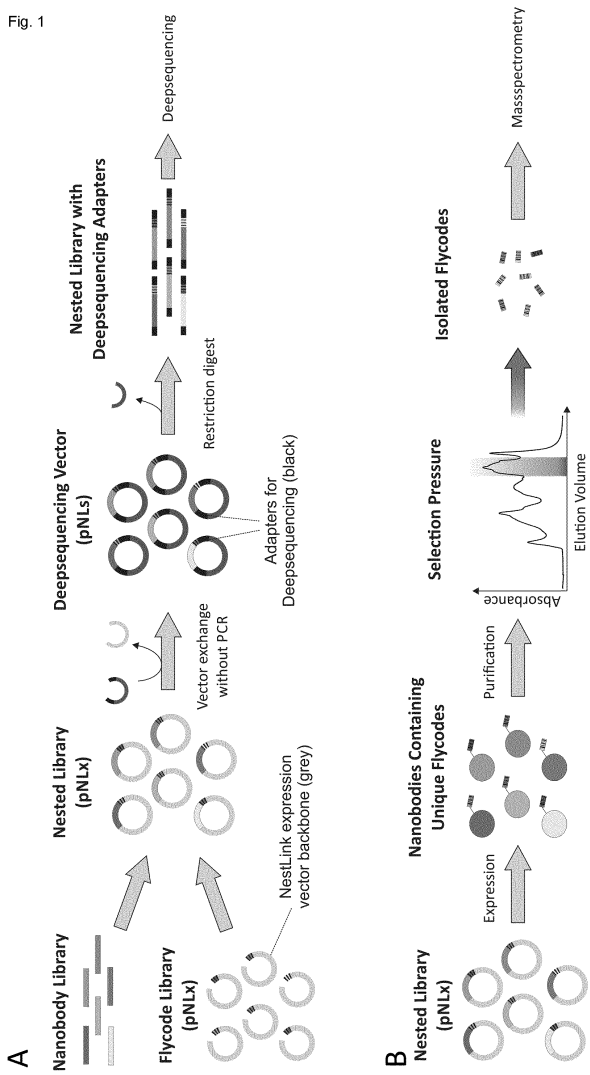 Fig. 1
A
Nanobody Library
Flycode Library
(pNLx)
NestLink expression
vector backbone (grey)
Nested Library
(pNLx)
Vector exchange
without PCR
Deepsequencing Vector
(pNLs)
Adapters for
Deepsequencing (black)
Restriction digest
Nested Library with
Deepsequencing Adapters
Deepsequencing
B
Nested Library
(pNLx)
Expression
Nanobodies Containing
Unique Flycodes
Purification
Selection Pressure
Absorbance
Elution Volume
Isolated Flycodes
Massspectrometry